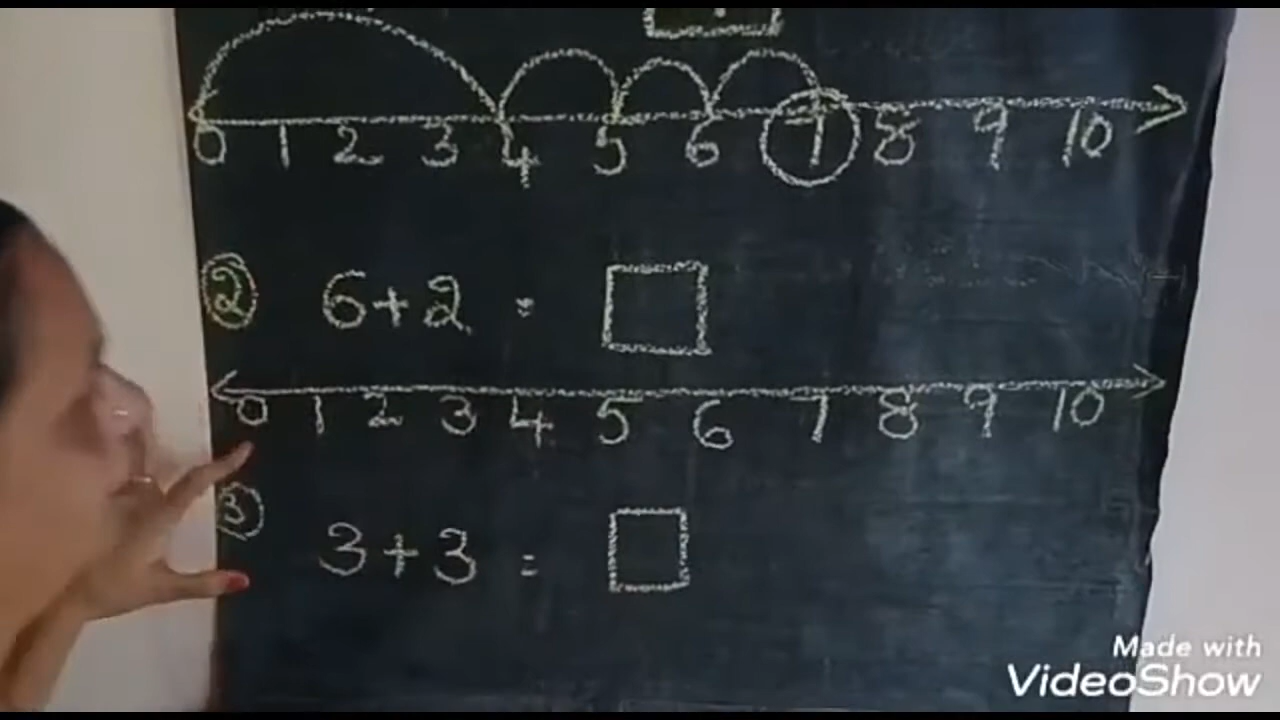 0 1 2 3 4 5 6 7 8 9 10
② 6+2 =
0 1 2 3 4 5 6 7 8 9 10
③
3+3 =
Made with
VideoShow